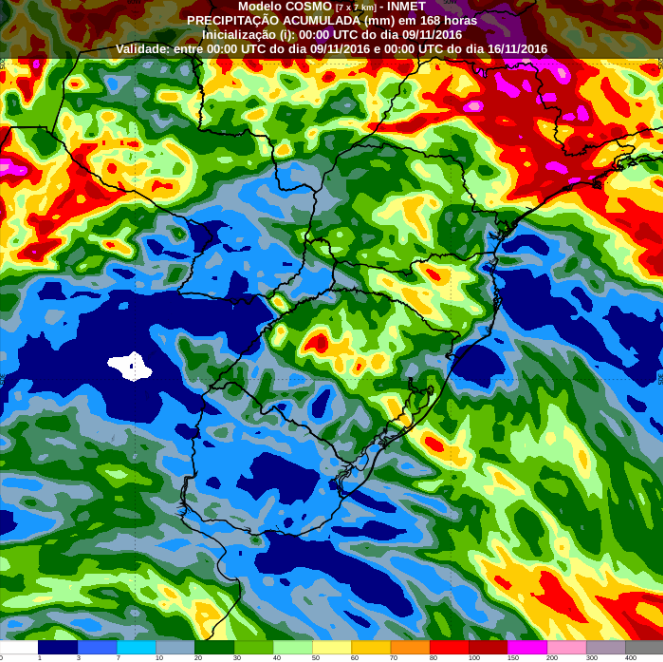 Modelo COSMO [7 x 7 km] - INMET
PRECIPITAÇÃO ACUMULADA (mm) em 168 horas
Inicialização (i): 00:00 UTC do dia 09/11/2016
Validade: entre 00:00 UTC do dia 09/11/2016 e 00:00 UTC do dia 16/11/2016
0 1 3 7 10 20 30 40 50 60 70 80 100 150 200 300 400